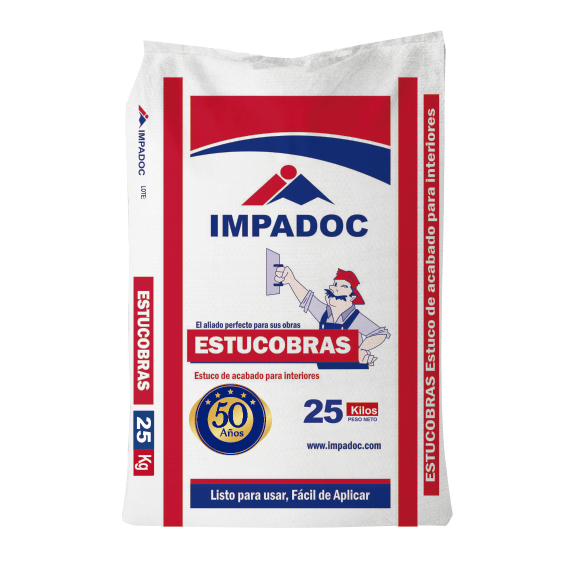 IMPADOC
LOTE:
ESTUCOBRAS
25 Kg
IMPADOC
El aliado perfecto para sus obras
ESTUCOBRAS
Estuco de acabado para interiores
50
Años
25 Kilos
PESO NETO
www.impadoc.com
Listo para usar, Fácil de Aplicar
ESTUCOBRAS Estuco de acabado para interiores